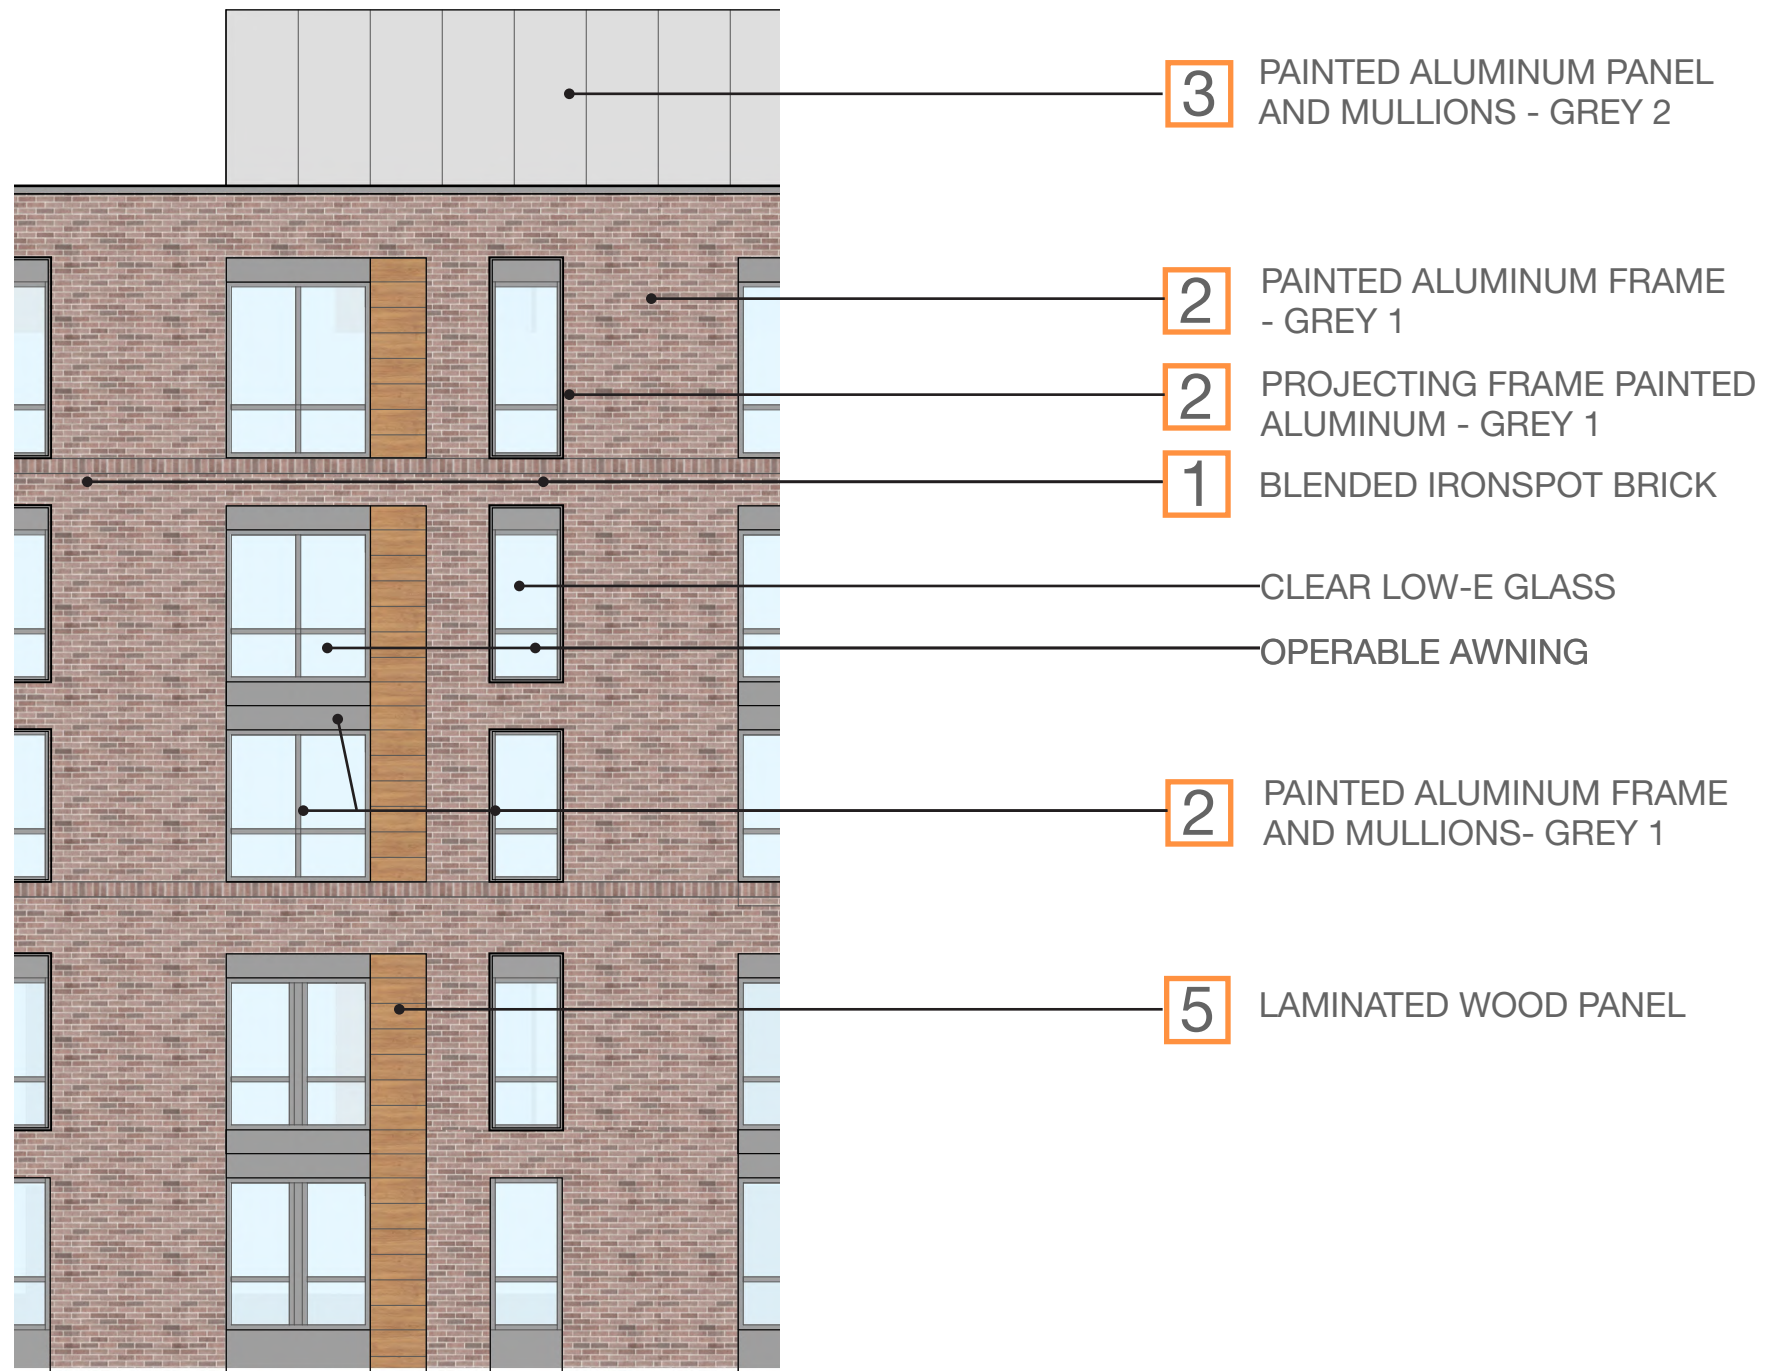 3 PAINTED ALUMINUM PANEL
AND MULLIONS - GREY 2
2 PAINTED ALUMINUM FRAME
- GREY 1
2 PROJECTING FRAME PAINTED
ALUMINUM - GREY 1
1 BLENDED IRONSPOT BRICK
CLEAR LOW-E GLASS
OPERABLE AWNING
2 PAINTED ALUMINUM FRAME
AND MULLIONS- GREY 1
5 LAMINATED WOOD PANEL